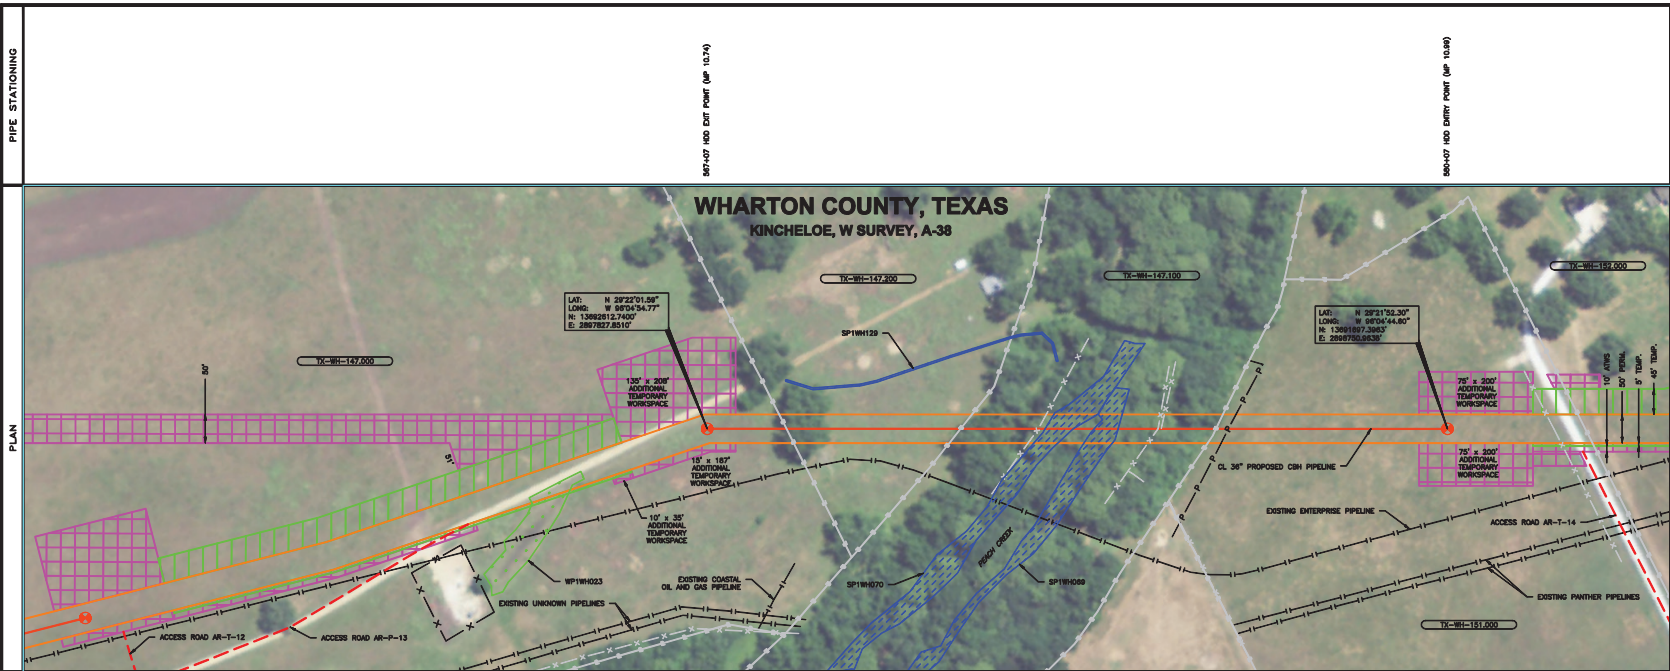 PIPE STATIONING
567+07 HDD EXIT POINT (MP 10.74)
580+07 HDD ENTRY POINT (MP 10.99)
PLAN
WHARTON COUNTY, TEXAS
KINCHELOE, W SURVEY, A-38
TX-WH-147.200
TX-WH-147.100
TX-WH-152.000
LAT: N 29°22'01.59"
LONG: W 96°04'54.77"
N: 13692612.7400'
E: 2897827.8510'
LAT: N 29°21'52.30"
LONG: W 96°04'44.60"
N: 13691697.3963'
E: 2898750.9635'
SP1WH129
TX-WH-147.000
50'
135' x 208'
ADDITIONAL
TEMPORARY
WORKSPACE
75' x 200'
ADDITIONAL
TEMPORARY
WORKSPACE
10' ATWS
50' PERM.
5' TEMP.
45' TEMP.
51'
15' x 167'
ADDITIONAL
TEMPORARY
WORKSPACE
75' x 200'
ADDITIONAL
TEMPORARY
WORKSPACE
CL 36" PROPOSED CBH PIPELINE
10' x 35'
ADDITIONAL
TEMPORARY
WORKSPACE
EXISTING ENTERPRISE PIPELINE
ACCESS ROAD AR-T-14
PEACH CREEK
WP1WH023
EXISTING COASTAL
OIL AND GAS PIPELINE
SP1WH070
SP1WH069
EXISTING UNKNOWN PIPELINES
EXISTING PANTHER PIPELINES
TX-WH-151.000
ACCESS ROAD AR-T-12
ACCESS ROAD AR-P-13
P
P
P
P
P
P